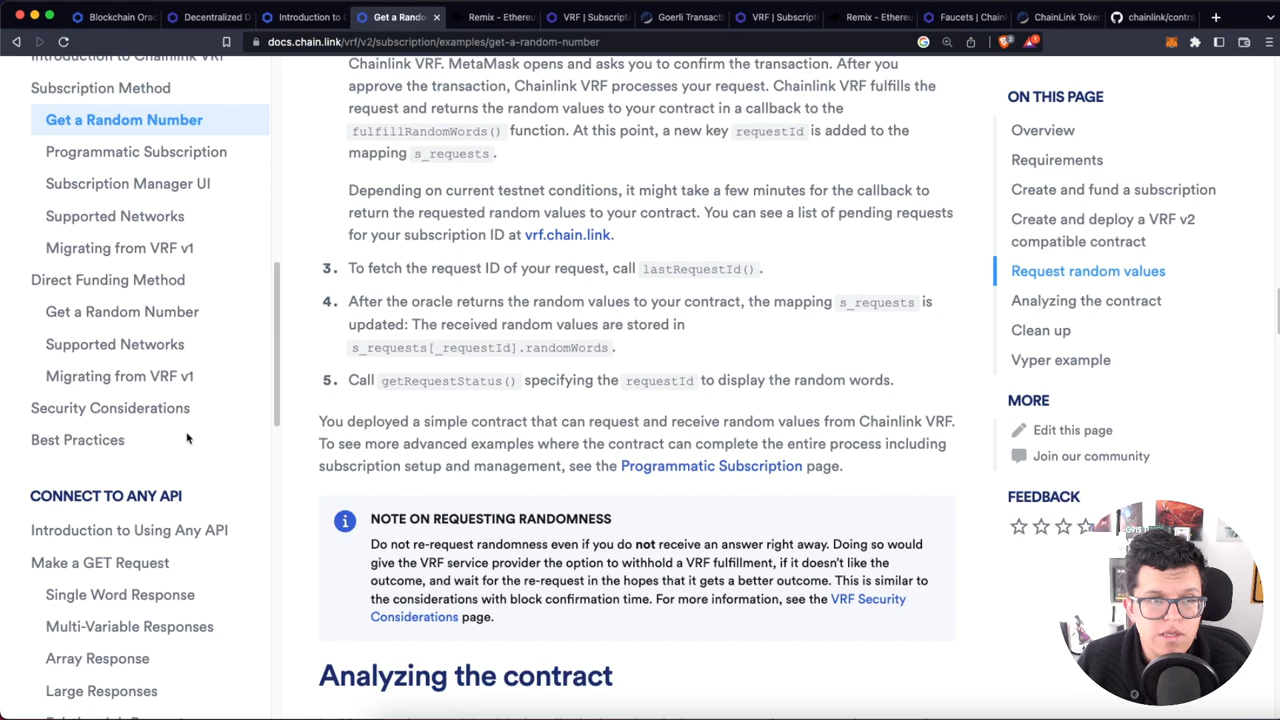 Blockchain Orac
Decentralized D
Introduction to C
Get a Rando
Remix - Ethereu
VRF | Subscripti
Goerli Transacti
VRF | Subscripti
Remix - Ethereu
Faucets | Chain
ChainLink Toke
chainlink/contra
docs.chain.link/vrf/v2/subscription/examples/get-a-random-number
Introduction to Chainlink VRF
Subscription Method
Get a Random Number
Programmatic Subscription
Subscription Manager UI
Supported Networks
Migrating from VRF v1
Direct Funding Method
Get a Random Number
Supported Networks
Migrating from VRF v1
Security Considerations
Best Practices
CONNECT TO ANY API
Introduction to Using Any API
Make a GET Request
Single Word Response
Multi-Variable Responses
Array Response
Large Responses
Chainlink VRF. MetaMask opens and asks you to confirm the transaction. After you
approve the transaction, Chainlink VRF processes your request. Chainlink VRF fulfills the
request and returns the random values to your contract in a callback to the
fulfillRandomWords() function. At this point, a new key requestId is added to the
mapping s_requests.
Depending on current testnet conditions, it might take a few minutes for the callback to
return the requested random values to your contract. You can see a list of pending requests
for your subscription ID at vrf.chain.link.
3. To fetch the request ID of your request, call lastRequestId().
4. After the oracle returns the random values to your contract, the mapping s_requests is
updated: The received random values are stored in
s_requests[_requestId].randomWords.
5. Call getRequestStatus() specifying the requestId to display the random words.
You deployed a simple contract that can request and receive random values from Chainlink VRF.
To see more advanced examples where the contract can complete the entire process including
subscription setup and management, see the Programmatic Subscription page.
NOTE ON REQUESTING RANDOMNESS
Do not re-request randomness even if you do not receive an answer right away. Doing so would
give the VRF service provider the option to withhold a VRF fulfillment, if it doesn't like the
outcome, and wait for the re-request in the hopes that it gets a better outcome. This is similar to
the considerations with block confirmation time. For more information, see the VRF Security
Considerations page.
Analyzing the contract
ON THIS PAGE
Overview
Requirements
Create and fund a subscription
Create and deploy a VRF v2
compatible contract
Request random values
Analyzing the contract
Clean up
Vyper example
MORE
Edit this page
Join our community
FEEDBACK